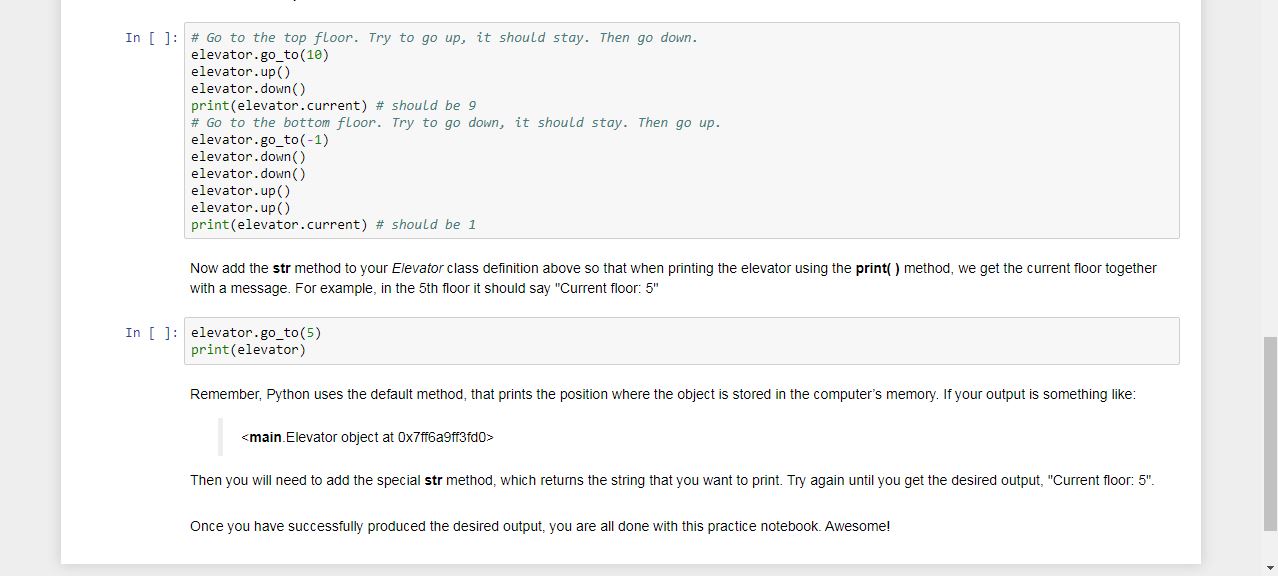 In [ ]: # Go to the top floor. Try to go up, it should stay. Then go down.
elevator.go_to(10)
elevator.up()
elevator.down()
print(elevator.current) # should be 9
# Go to the bottom floor. Try to go down, it should stay. Then go up.
elevator.go_to(-1)
elevator.down()
elevator.down()
elevator.up()
elevator.up()
print(elevator.current) # should be 1
Now add the str method to your Elevator class definition above so that when printing the elevator using the print( ) method, we get the current floor together
with a message. For example, in the 5th floor it should say "Current floor: 5"
In [ ]: elevator.go_to(5)
print(elevator)
Remember, Python uses the default method, that prints the position where the object is stored in the computer’s memory. If your output is something like:
<main.Elevator object at 0x7ff6a9ff3fd0>
Then you will need to add the special str method, which returns the string that you want to print. Try again until you get the desired output, "Current floor: 5".
Once you have successfully produced the desired output, you are all done with this practice notebook. Awesome!